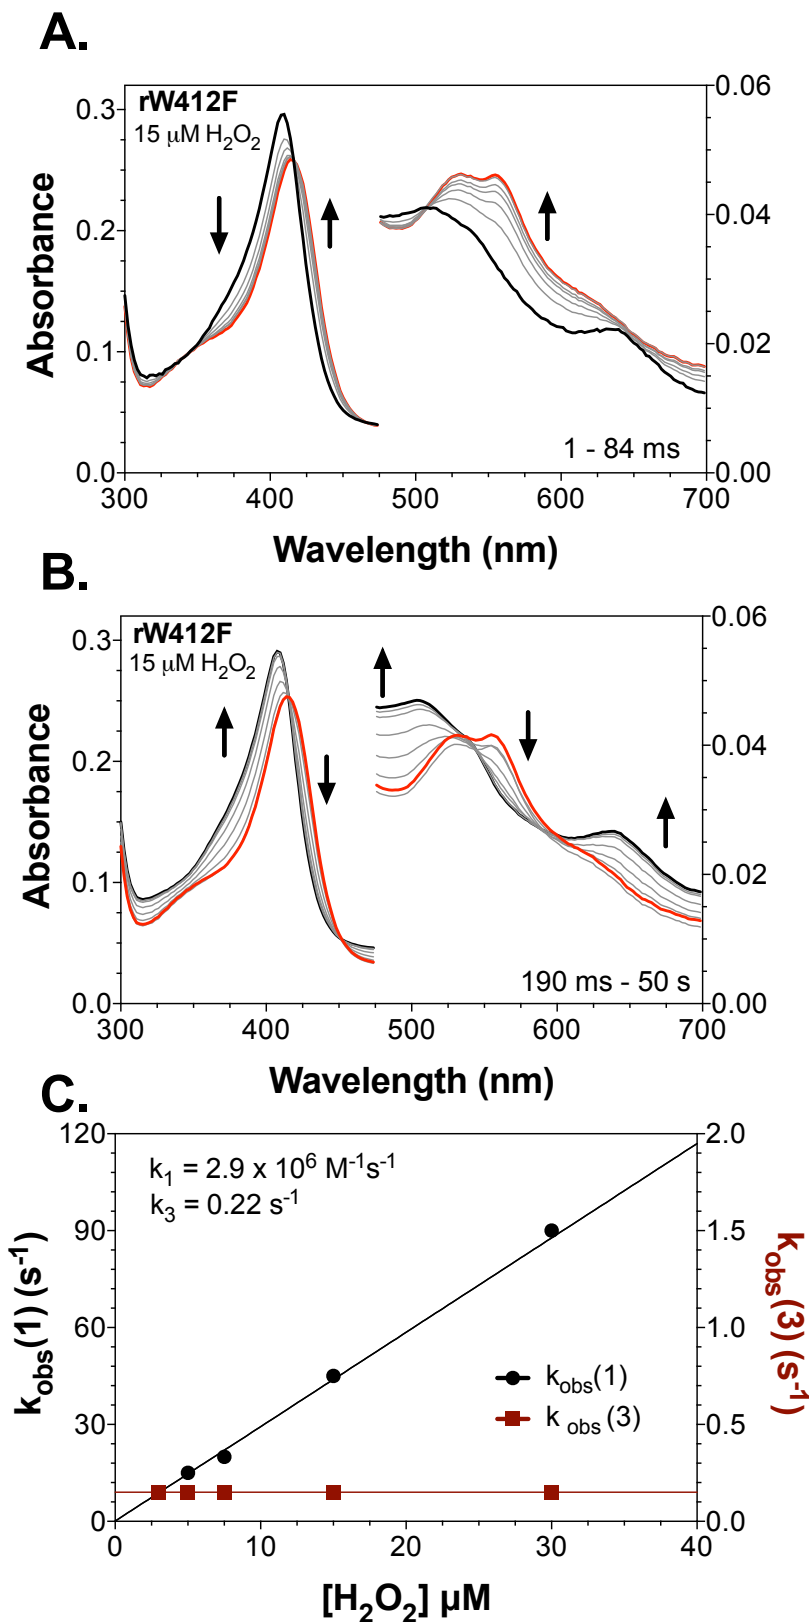 A.
rW412F
15 μM H₂O₂
0.3
0.2
0.1
0.0
0.06
0.04
0.02
0.00
Absorbance
1 - 84 ms
300 400 500 600 700
Wavelength (nm)
B.
rW412F
15 μM H₂O₂
0.3
0.2
0.1
0.0
0.06
0.04
0.02
0.00
Absorbance
190 ms - 50 s
300 400 500 600 700
Wavelength (nm)
C.
k₁ = 2.9 x 10⁶ M⁻¹s⁻¹
k₃ = 0.22 s⁻¹
120
90
60
30
0
2.0
1.5
1.0
0.5
0.0
kobs(1) (s⁻¹)
kobs(3) (s⁻¹)
kobs(1)
k obs (3)
0 10 20 30 40
[H₂O₂] μM